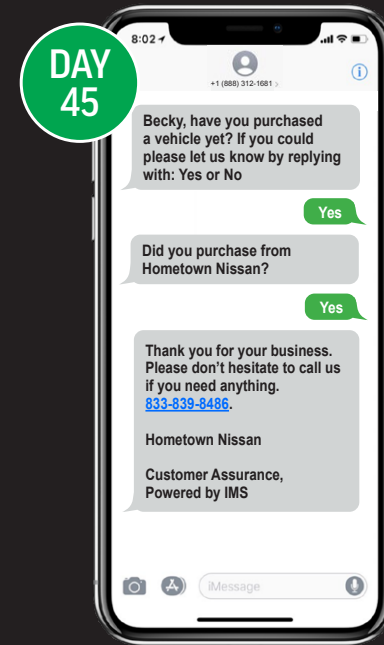 DAY
45
8:02
+1 (888) 312-1681 >
Becky, have you purchased
a vehicle yet? If you could
please let us know by replying
with: Yes or No
Yes
Did you purchase from
Hometown Nissan?
Yes
Thank you for your business.
Please don’t hesitate to call us
if you need anything.
833-839-8486.
Hometown Nissan
Customer Assurance,
Powered by IMS
iMessage